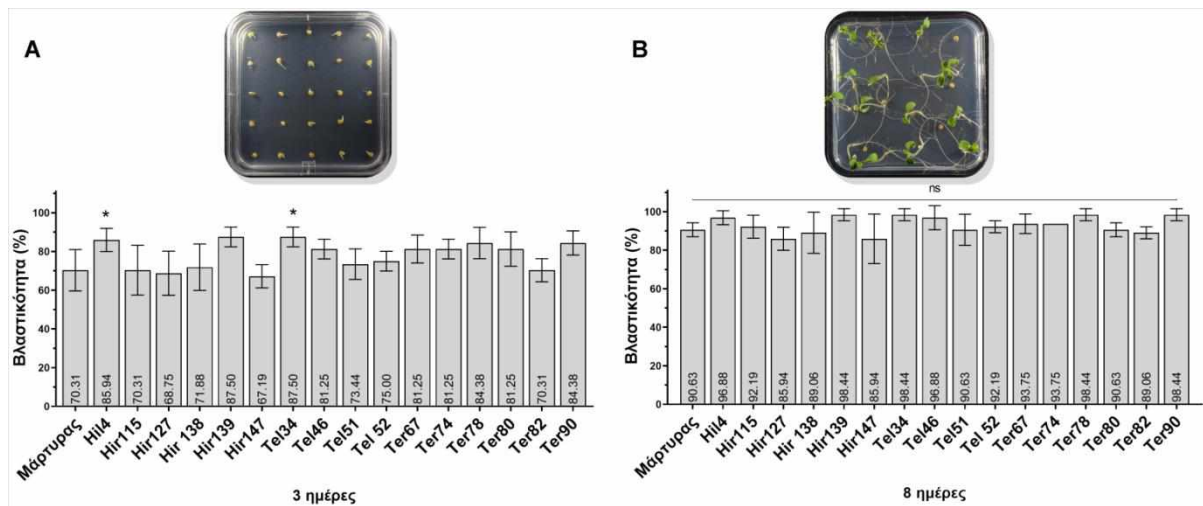 A
Βλαστικότητα (%)
100
80
60
40
20
0
* *
70.31 85.94 70.31 68.75 71.88 87.50 67.19 87.50 81.25 73.44 75.00 81.25 81.25 84.38 81.25 70.31 84.38
Μάρτυρας Hil4 Hir115 Hir127 Hir 138 Hir139 Hir147 Tel34 Tel46 Tel51 Tel 52 Ter67 Ter74 Ter78 Ter80 Ter82 Ter90
3 ημέρες
B
ns
Βλαστικότητα (%)
100
80
60
40
20
0
90.63 96.88 92.19 85.94 89.06 98.44 85.94 98.44 96.88 90.63 92.19 93.75 93.75 98.44 90.63 89.06 98.44
Μάρτυρας Hil4 Hir115 Hir127 Hir 138 Hir139 Hir147 Tel34 Tel46 Tel51 Tel 52 Ter67 Ter74 Ter78 Ter80 Ter82 Ter90
8 ημέρες